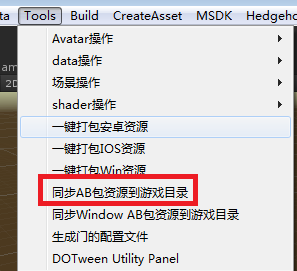 ta Tools Build CreateAsset MSDK Hedgeho
am
2D
Avatar操作
data操作
场景操作
shader操作
一键打包安卓资源
一键打包IOS资源
一键打包Win资源
同步AB包资源到游戏目录
同步Window AB包资源到游戏目录
生成门的配置文件
DOTween Utility Panel